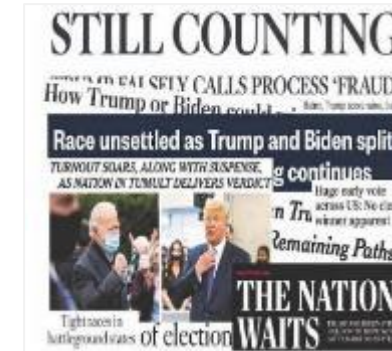 STILL COUNTING
FALSELY CALLS PROCESS 'FRAUD
How Trump or Biden
Race unsettled as Trump and Biden split
TURNOUT SOARS, ALONG WITH SUSPENSE,
AS NATION IN TUMULT DELIVERS VERDICT
g continues
Huge early vote
across US: No cle
winner apparent
n Tru
Remaining Paths
Tight races in
battleground states
of election
THE NATION
WAITS